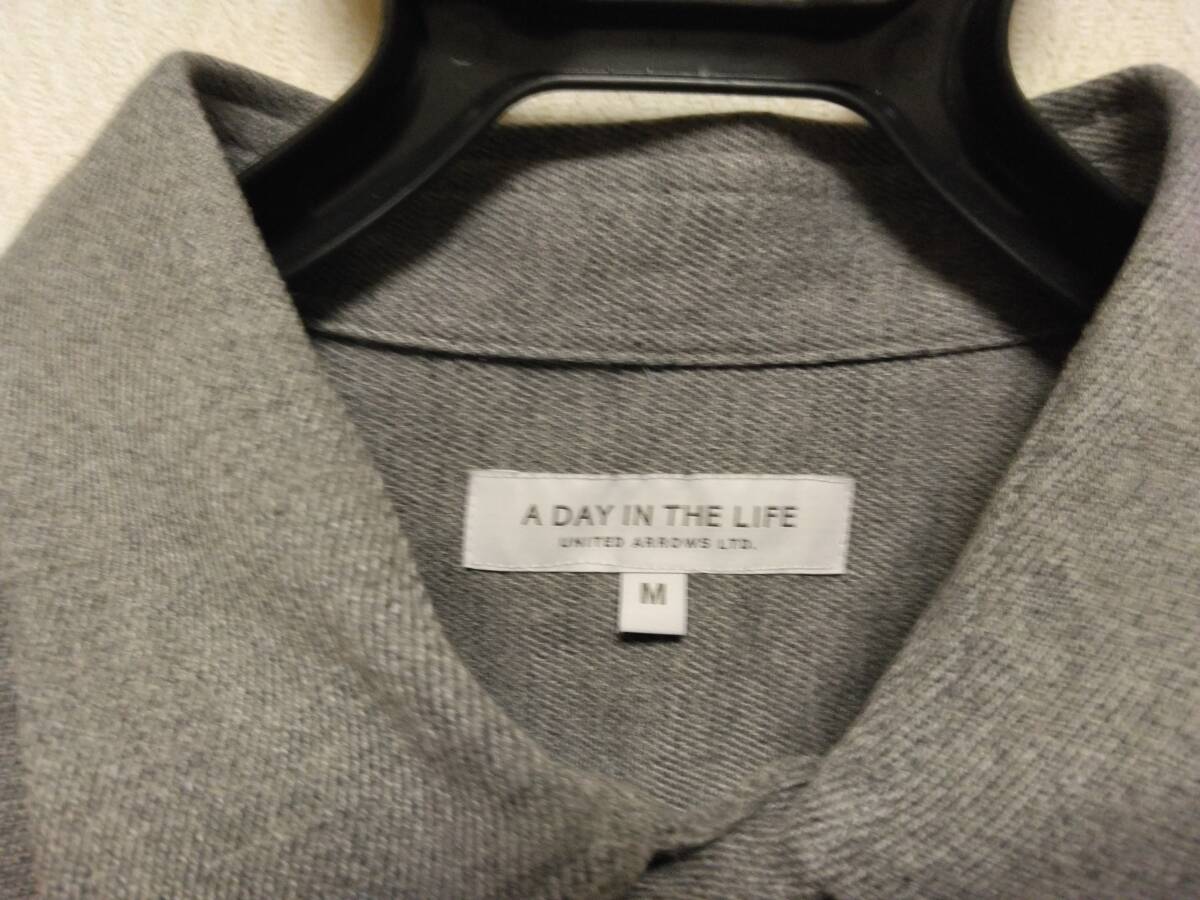 A DAY IN THE LIFE
UNITED ARROWS LTD.
M